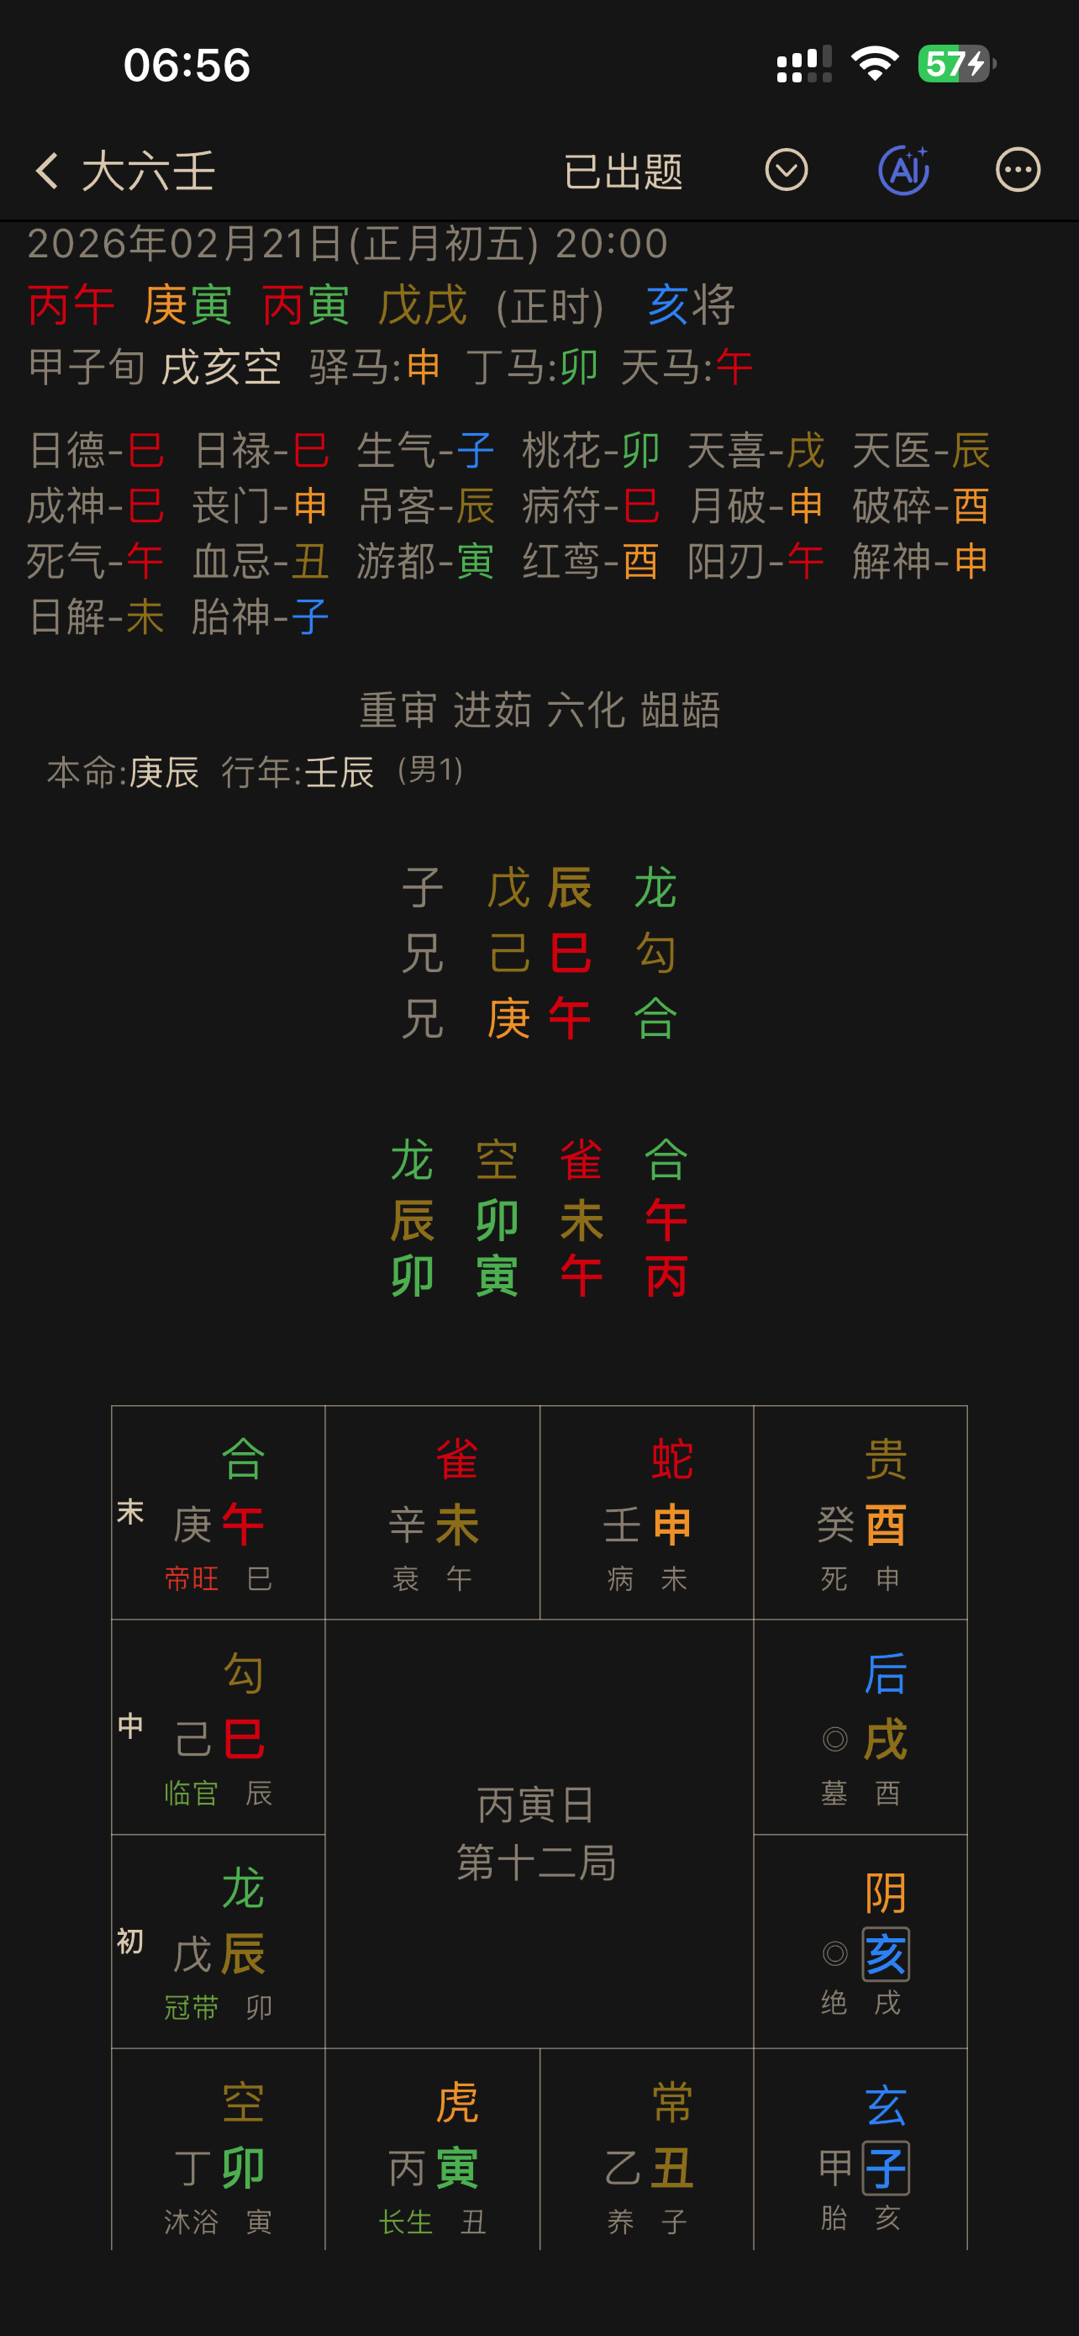 06:56 57
大六壬 已出题 AI
2026年02月21日(正月初五) 20:00
丙午 庚寅 丙寅 戊戌 (正时) 亥将
甲子旬 戌亥空 驿马:申 丁马:卯 天马:午
日德-巳 日禄-巳 生气-子 桃花-卯 天喜-戌 天医-辰
成神-巳 丧门-申 吊客-辰 病符-巳 月破-申 破碎-酉
死气-午 血忌-丑 游都-寅 红鸾-酉 阳刃-午 解神-申
日解-未 胎神-子
重审 进茹 六化 龃龉
本命:庚辰 行年:壬辰 (男1)
子 戊 辰 龙
兄 己 巳 勾
兄 庚 午 合
龙 空 雀 合
辰 卯 未 午
卯 寅 午 丙
合 雀 蛇 贵
末 庚午 辛未 壬申 癸酉
帝旺 巳 衰 午 病 未 死 申
勾 后
中 己巳 ◎戌
临官 辰 墓 酉
丙寅日
第十二局
龙 阴
初 戊辰 ◎亥
冠带 卯 绝 戌
空 虎 常 玄
丁卯 丙寅 乙丑 甲子
沐浴 寅 长生 丑 养 子 胎 亥